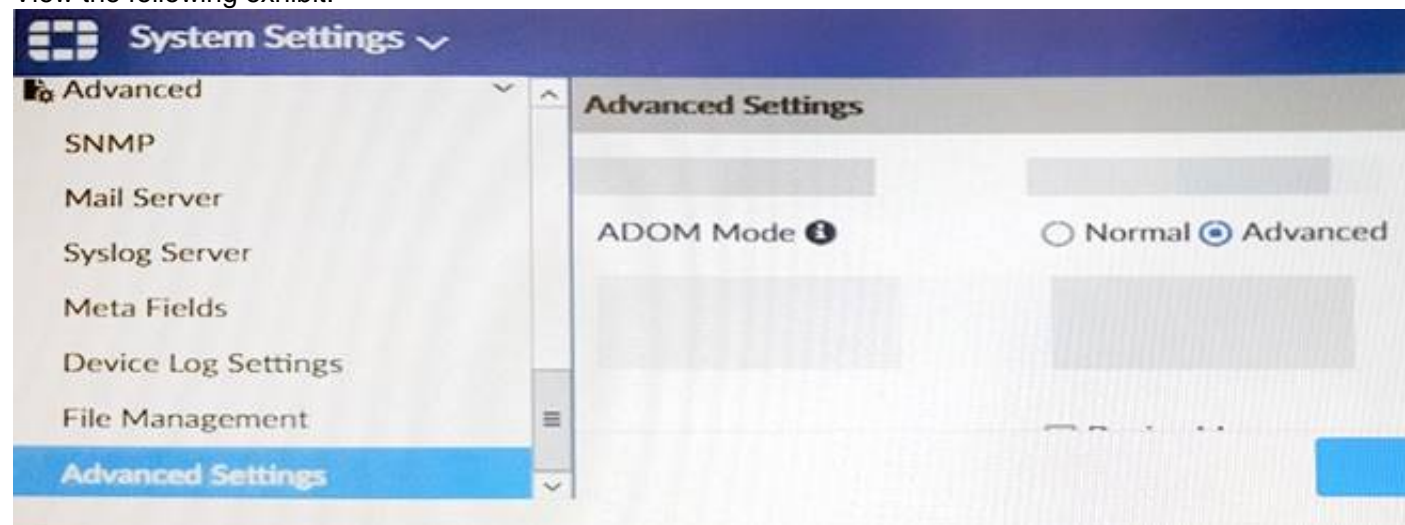 View the following exhibit.
System Settings
Advanced
SNMP
Mail Server
Syslog Server
Meta Fields
Device Log Settings
File Management
Advanced Settings
Advanced Settings
ADOM Mode
Normal Advanced